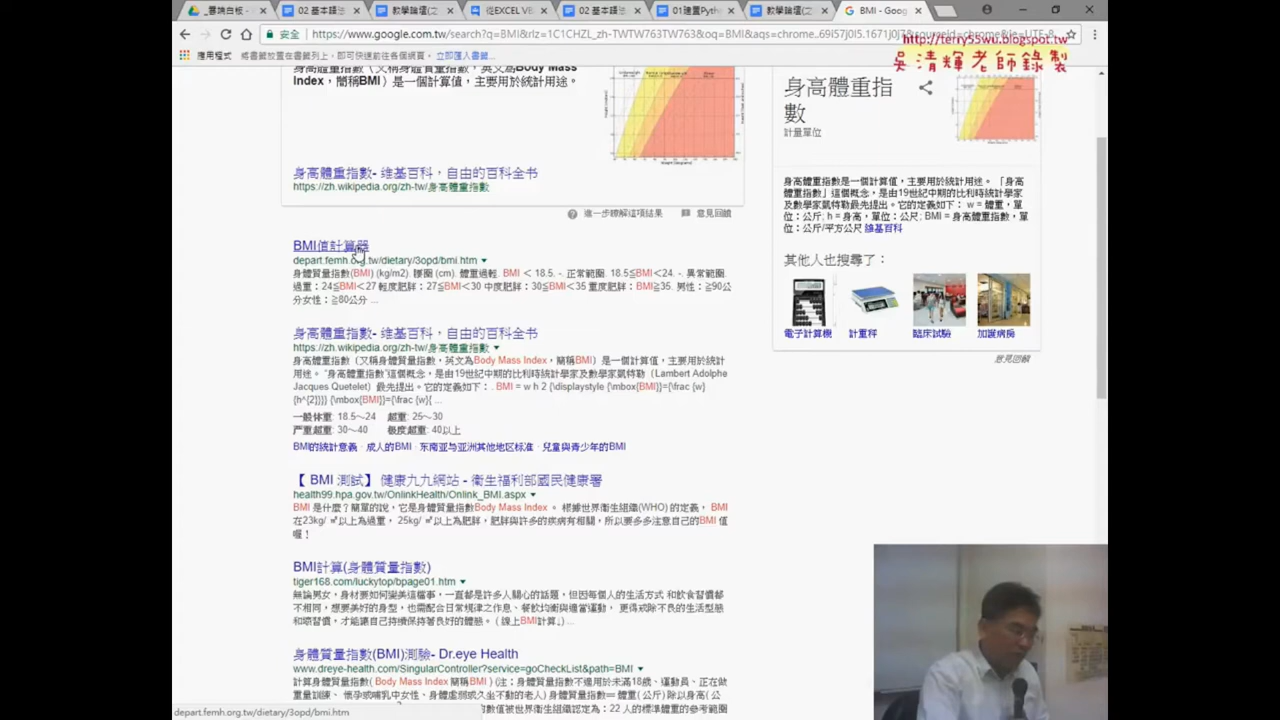 _雲端白板
02 基本語法
教學論壇(之
從EXCEL VB
02 基本語法
01建置Pyth
教學論壇(之
BMI - Goog
安全
https://www.google.com.tw/search?q=BMI&rlz=1C1CHZL_zh-TWTW763TW763&oq=BMI&aqs=chrome..69i57j0l5.1671j0j7&sourceid=chrome&ie=UTF-8
http://terry55wu.blogspot.tw
吳清輝老師錄製
應用程式
將書籤放置在書籤列上，即可快速前往各個網頁。
立即匯入書籤...
身高體重指數（又稱身體質量指數，英文為Body Mass
Index，簡稱BMI）是一個計算值，主要用於統計用途。
身高體重指數- 維基百科，自由的百科全書
https://zh.wikipedia.org/zh-tw/身高體重指數
進一步瞭解這項結果
意見回饋
BMI值計算器
depart.femh.org.tw/dietary/3opd/bmi.htm
身體質量指數(BMI) (kg/m2). 腰圍 (cm). 體重過輕. BMI < 18.5. -. 正常範圍. 18.5≦BMI<24. -. 異常範圍.
過重：24≦BMI<27 輕度肥胖：27≦BMI<30 中度肥胖：30≦BMI<35 重度肥胖：BMI≧35. 男性：≧90公
分女性：≧80公分 ...
身高體重指數- 維基百科，自由的百科全書
https://zh.wikipedia.org/zh-tw/身高體重指數
身高體重指數（又稱身體質量指數，英文為Body Mass Index，簡稱BMI）是一個計算值，主要用於統計
用途。 "身高體重指數"這個概念，是由19世紀中期的比利時統計學家及數學家凱特勒（Lambert Adolphe
Jacques Quetelet）最先提出。它的定義如下： . BMI = w h 2 {\displaystyle {\mbox{BMI}}={\frac {w}
{h^{2}}}} {\mbox{BMI}}={\frac {w}{ ...
一般体重: 18.5～24 超重: 25～30
严重超重: 30～40 极度超重: 40以上
BMI的統計意義 · 成人的BMI · 东南亚与亚洲其他地区标准 · 兒童與青少年的BMI
【 BMI 測試】 健康九九網站 - 衛生福利部國民健康署
health99.hpa.gov.tw/OnlinkHealth/Onlink_BMI.aspx
BMI 是什麼？簡單的說，它是身體質量指數Body Mass Index 。 根據世界衛生組織(WHO) 的定義， BMI
在23kg/ ㎡以上為過重， 25kg/ ㎡以上為肥胖，肥胖與許多的疾病有相關，所以要多多注意自己的BMI 值
喔！
BMI計算(身體質量指數)
tiger168.com/luckytop/bpage01.htm
無論男女，身材要如何變美這檔事，一直都是許多人關心的話題，但因每個人的生活方式 和飲食習慣都
不相同，想要美好的身型，也需配合日常規律之作息、餐飲均衡與適當運動， 更得戒除不良的生活型態
和惡習慣，才能讓自己持續保持著良好的體態。 ( 線上BMI計算↓) ...
身體質量指數(BMI)測驗- Dr.eye Health
www.dreye-health.com/SingularController?service=goCheckList&path=BMI
計算身體質量指數( Body Mass Index 簡稱BMI ) (注：身體質量指數不適用於未滿18歲、運動員、正在做
重量訓練、 懷孕或哺乳中女性、身體虛弱或久坐不動的老人) 身體質量指數＝ 體重( 公斤) 除以身高( 公
數值被世界衛生組織認定為：22 人的標準體重的參考範圍
depart.femh.org.tw/dietary/3opd/bmi.htm
身高體重指
數
計量單位
身高體重指數是一個計算值，主要用於統計用途。 「身高
體重指數」這個概念，是由19世紀中期的比利時統計學家
及數學家凱特勒最先提出。它的定義如下： w = 體重，單
位：公斤; h = 身高，單位：公尺; BMI = 身高體重指數，單
位：公斤/平方公尺 維基百科
其他人也搜尋了：
電子計算機
計重秤
臨床試驗
加護病房
意見回饋